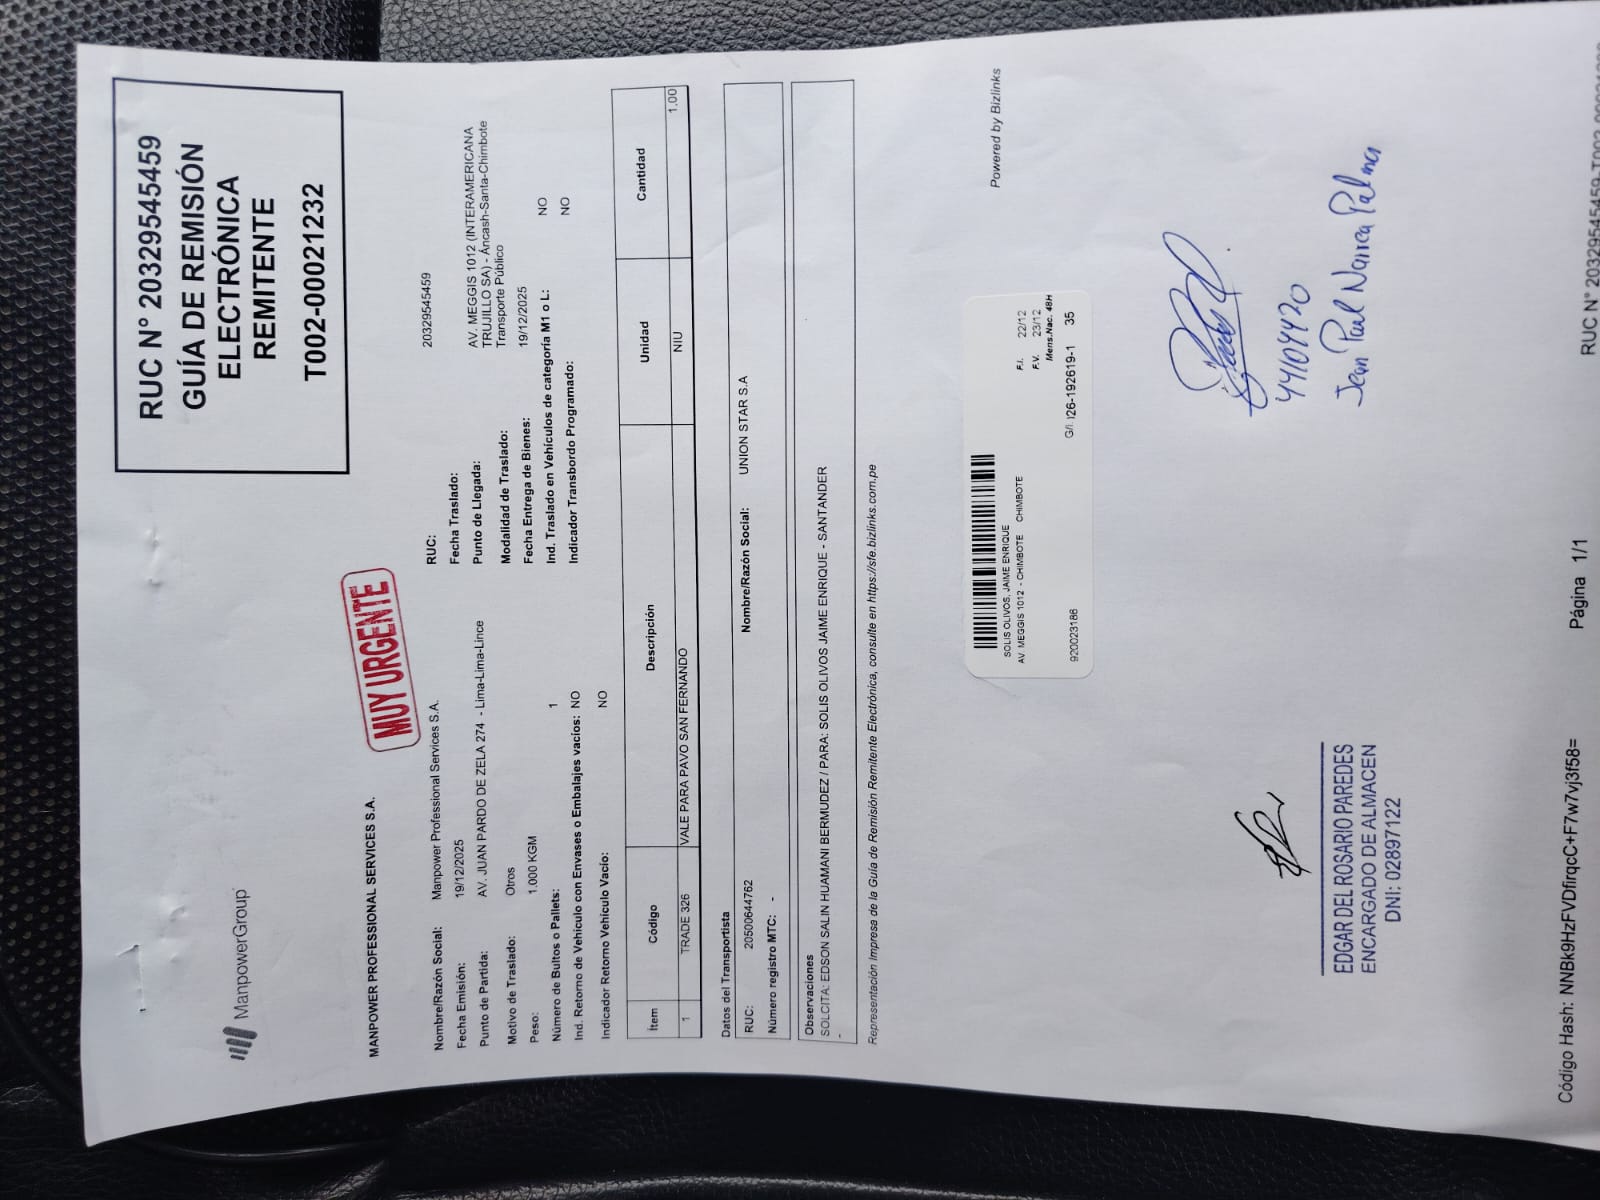 RUC N° 20329545459
GUÍA DE REMISIÓN
ELECTRÓNICA
REMITENTE
T002-00021232
ManpowerGroup
MUY URGENTE
MANPOWER PROFESSIONAL SERVICES S.A.
Nombre/Razón Social: Manpower Professional Services S.A.
RUC: 20329545459
Fecha Emisión: 19/12/2025
Fecha Traslado:
Punto de Partida: AV. JUAN PARDO DE ZELA 274 - Lima-Lima-Lince
Punto de Llegada: AV. MEGGIS 1012 (INTERAMERICANA
TRUJILLO SA) - Áncash-Santa-Chimbote
Motivo de Traslado: Otros
Modalidad de Traslado: Transporte Público
Peso: 1.000 KGM
Fecha Entrega de Bienes: 19/12/2025
Número de Bultos o Pallets: 1
Ind. Traslado en Vehículos de categoría M1 o L: NO
Ind. Retorno de Vehículo con Envases o Embalajes vacíos: NO
Indicador Transbordo Programado: NO
Indicador Retorno Vehículo Vacío: NO
Ítem Código Descripción Unidad Cantidad
1 TRADE 326 VALE PARA PAVO SAN FERNANDO NIU 1.00
Datos del Transportista
RUC: 20500644762 Nombre/Razón Social: UNION STAR S.A
Número registro MTC: -
Observaciones
SOLCITA: EDSON SALIN HUAMANI BERMUDEZ / PARA: SOLIS OLIVOS JAIME ENRIQUE - SANTANDER
-
Representación Impresa de la Guía de Remisión Remitente Electrónica, consulte en https://sfe.bizlinks.com.pe
Powered by Bizlinks
SOLIS OLIVOS, JAIME ENRIQUE
AV. MEGGIS 1012 - CHIMBOTE CHIMBOTE
F.I. 22/12
F.V. 23/12
Mens.Nac. 48H
920023186 G/I: I26-192619-1 35
44104420
Jean Paul Narrea Palma
EDGAR DEL ROSARIO PAREDES
ENCARGADO DE ALMACEN
DNI: 02897122
Código Hash: NNBk9HzFVDfirqcC+F7w7vj3f58=
Página 1/1
RUC N° 20329545459-T002-00021232